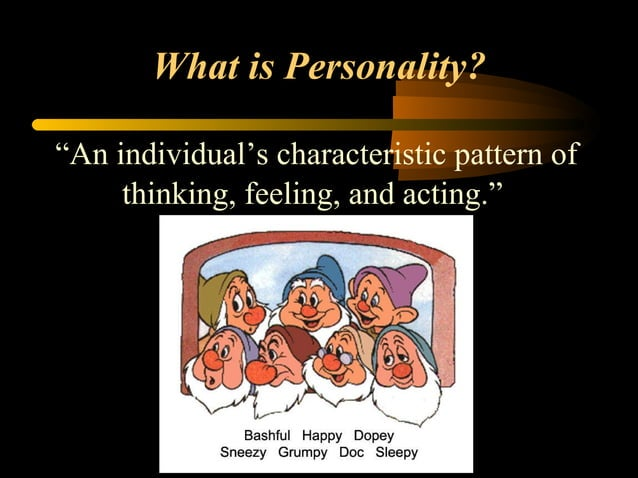 What is Personality?
“An individual’s characteristic pattern of
thinking, feeling, and acting.”
Bashful Happy Dopey
Sneezy Grumpy Doc Sleepy